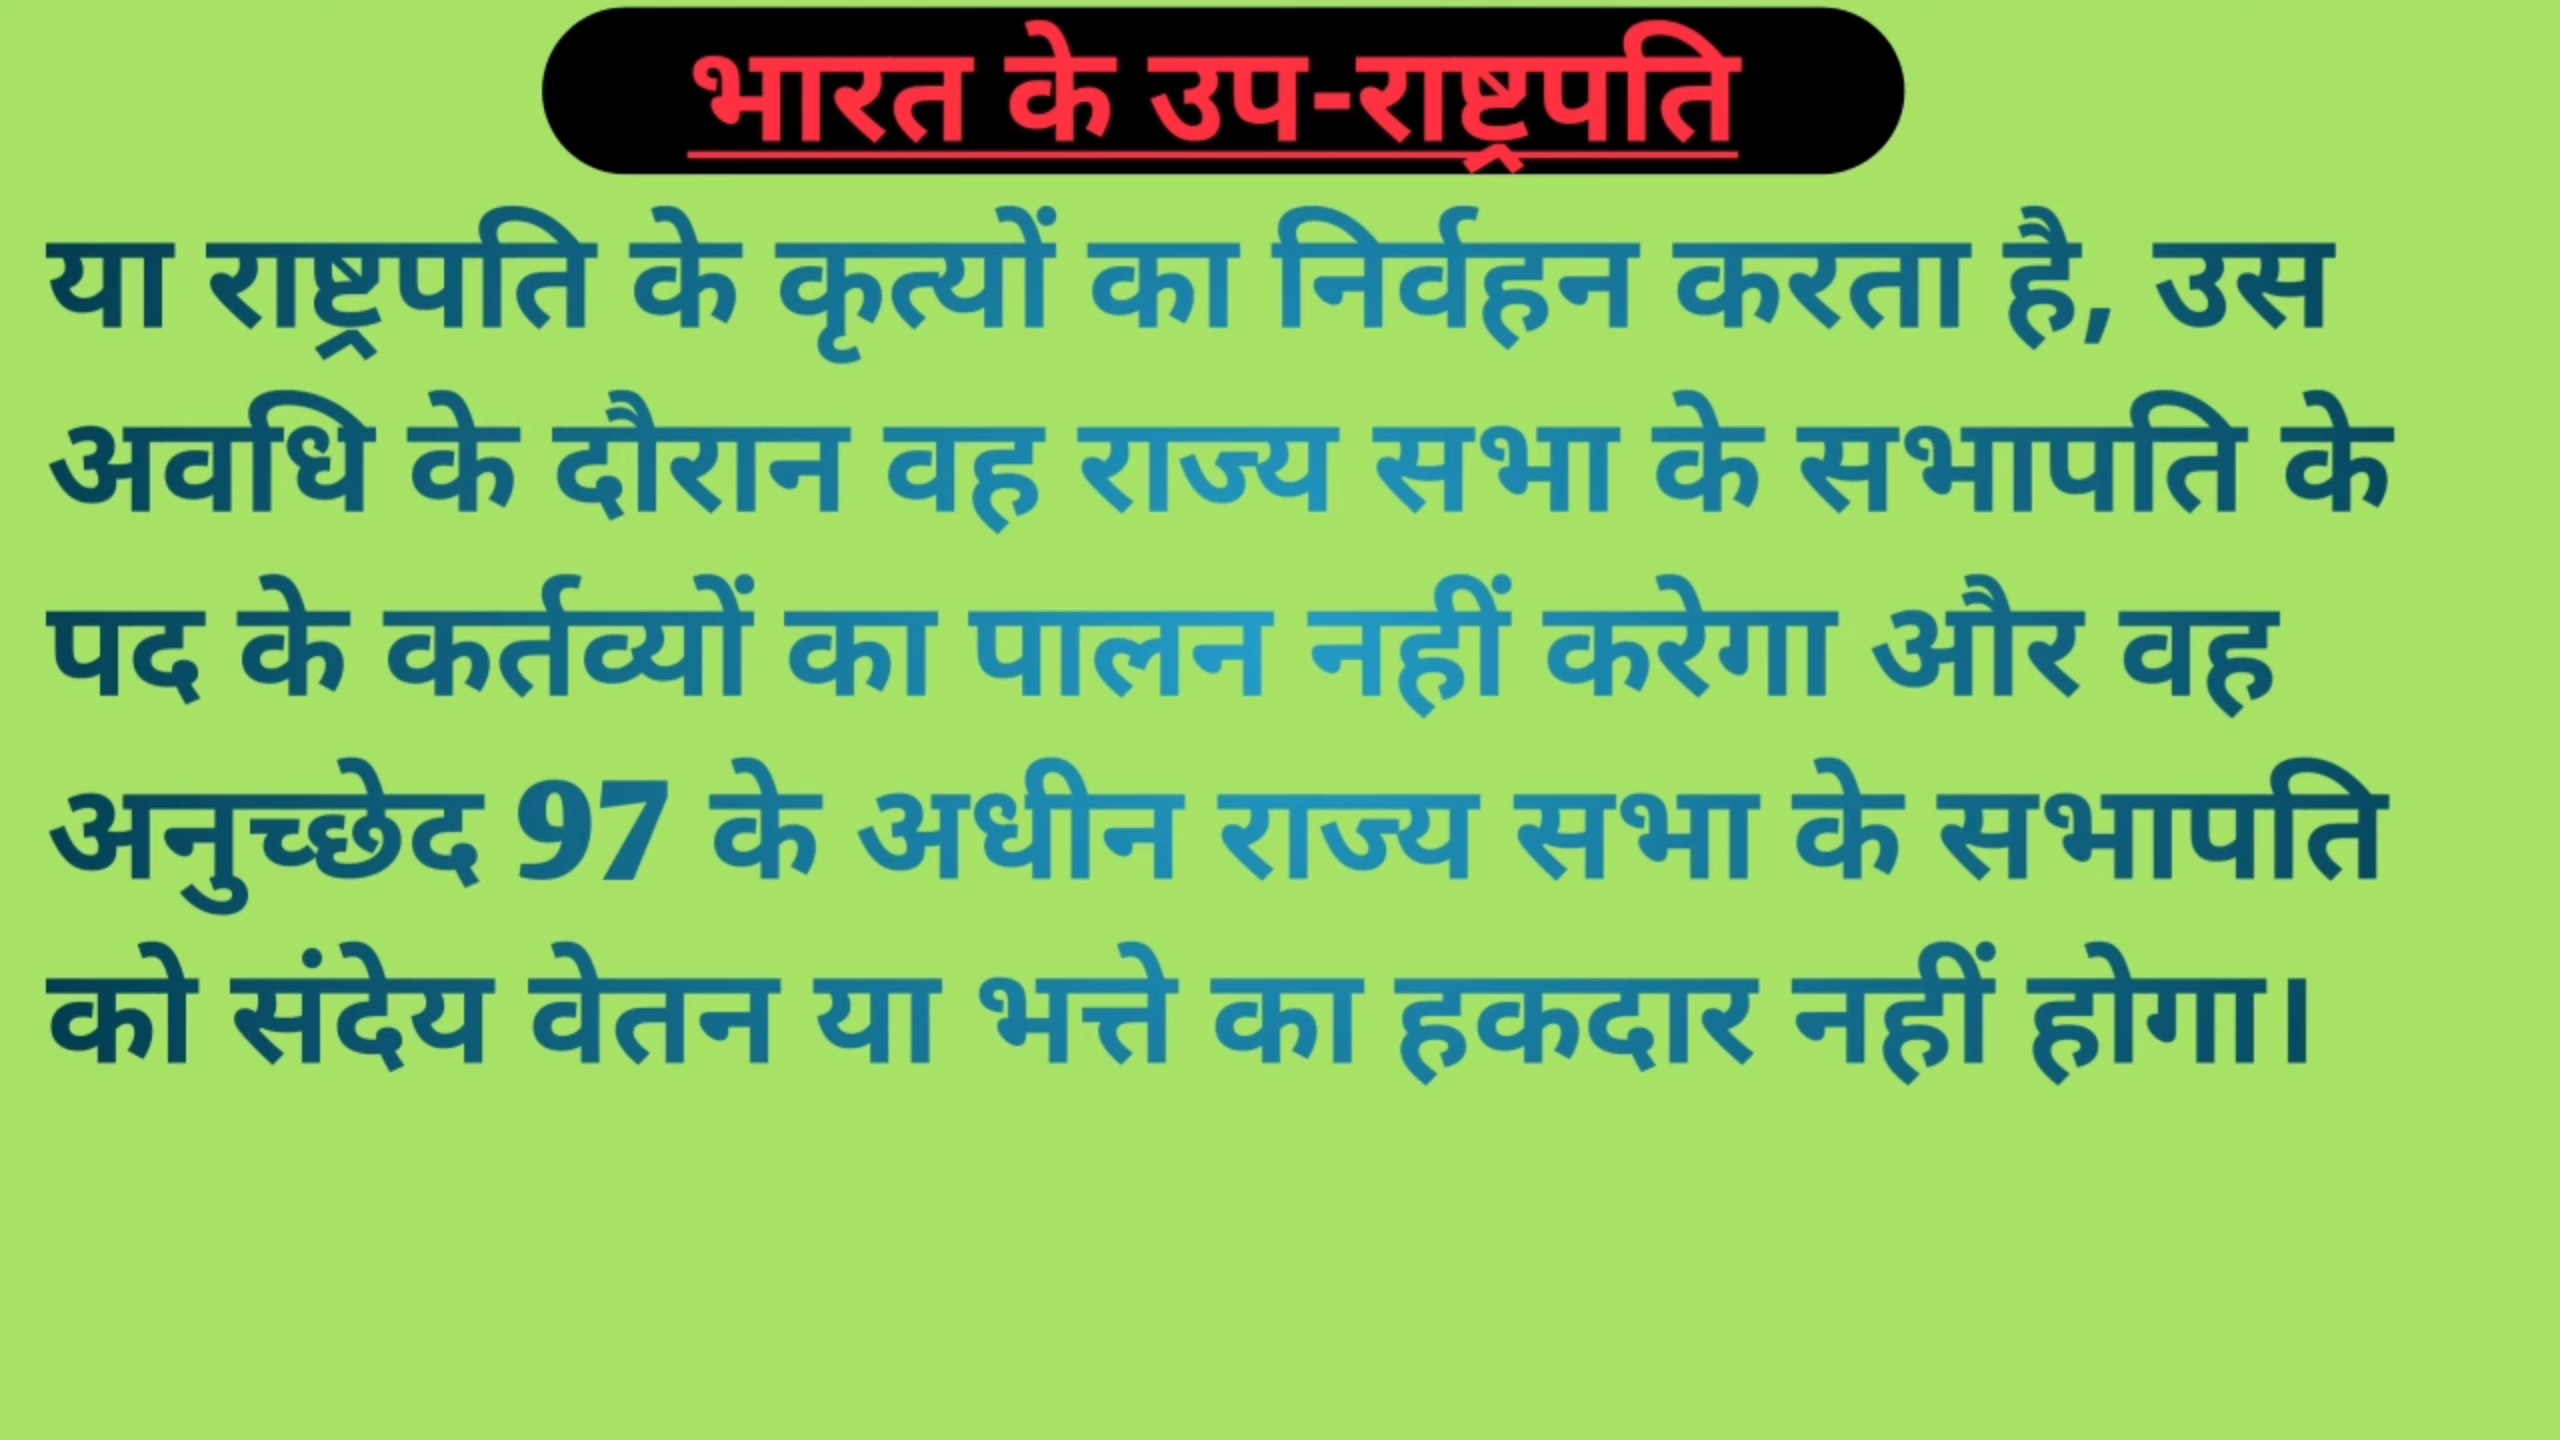 भारत के उप-राष्ट्रपति
या राष्ट्रपति के कृत्यों का निर्वहन करता है, उस
अवधि के दौरान वह राज्य सभा के सभापति के
पद के कर्तव्यों का पालन नहीं करेगा और वह
अनुच्छेद 97 के अधीन राज्य सभा के सभापति
को संदेय वेतन या भत्ते का हकदार नहीं होगा।